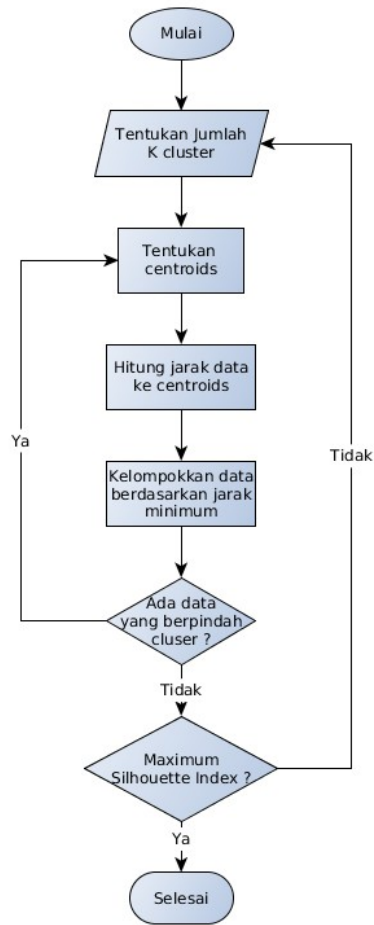 Mulai
Tentukan Jumlah
K cluster
Tentukan
centroids
Hitung jarak data
ke centroids
Ya
Tidak
Kelompokkan data
berdasarkan jarak
minimum
Ada data
yang berpindah
cluser ?
Tidak
Maximum
Silhouette Index ?
Ya
Selesai